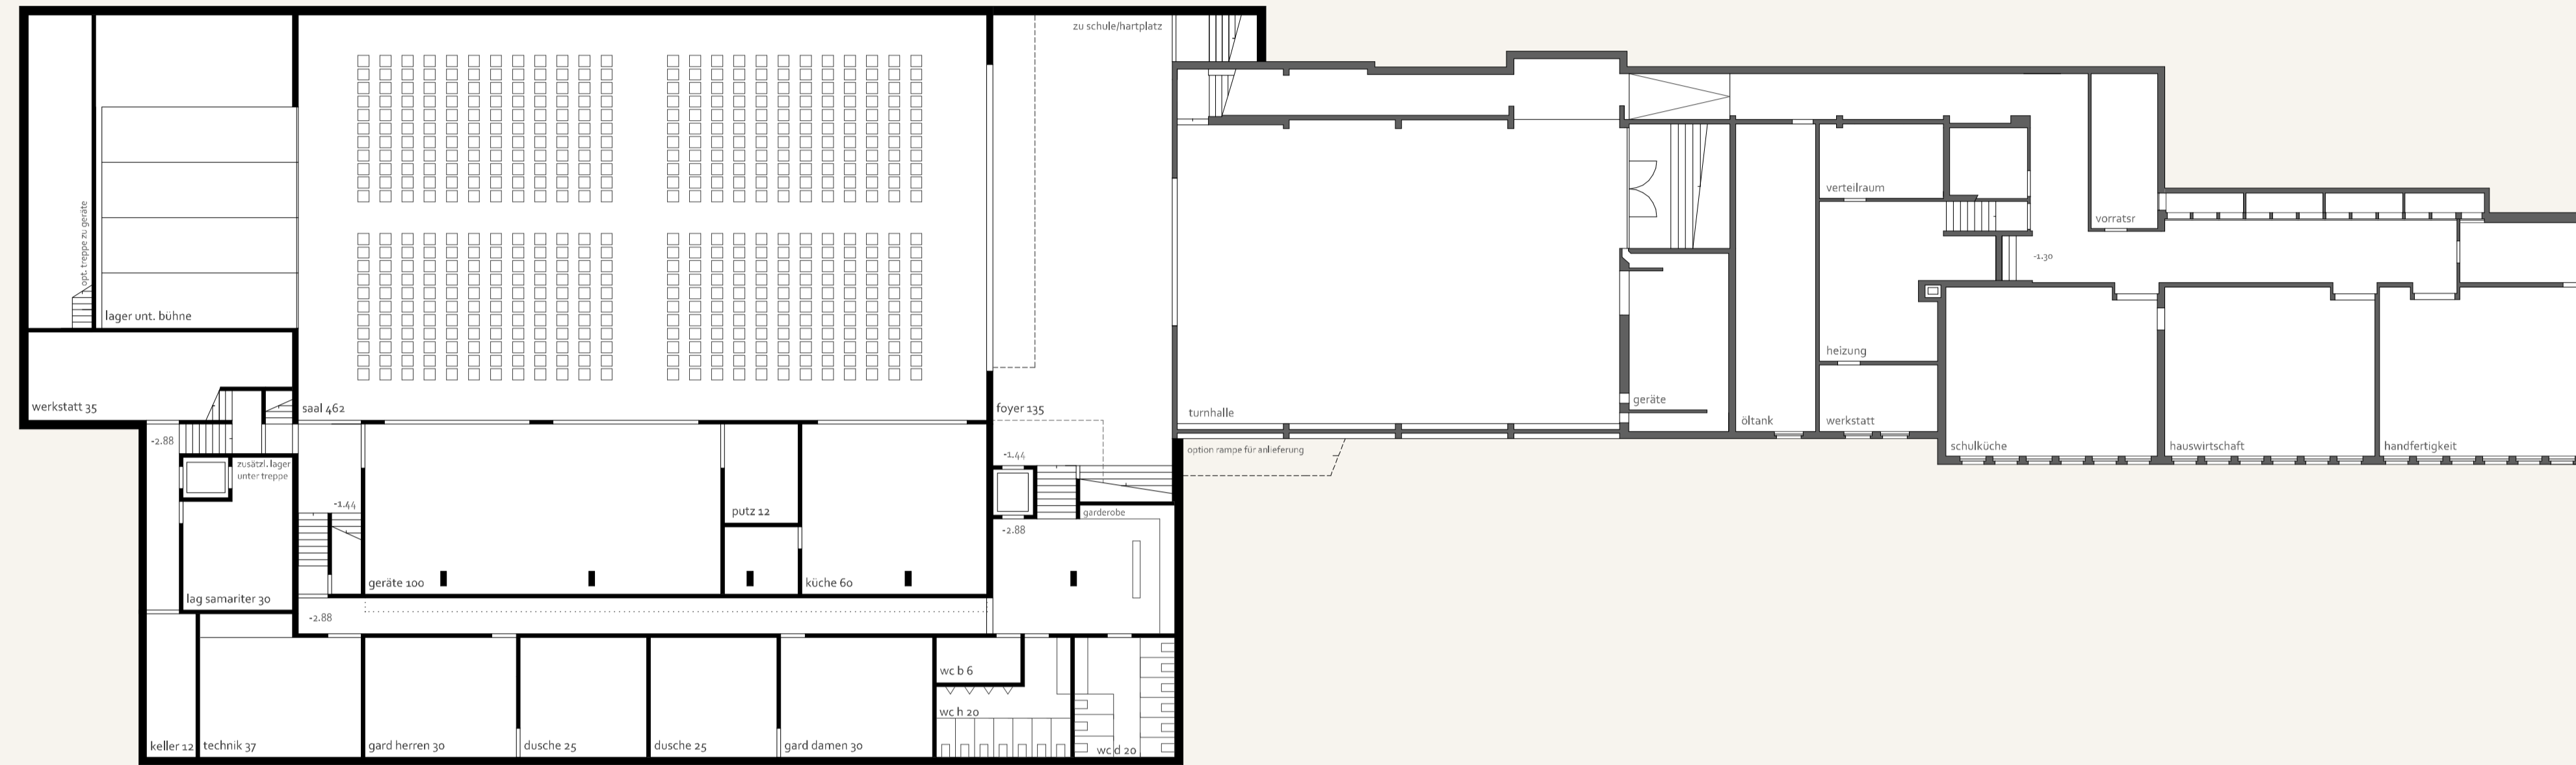 zu schule/hartplatz
opt. treppe zu geräte
lager unt. bühne
werkstatt 35
saal 462
foyer 135
turnhalle
geräte
öltank
verteilraum
heizung
werkstatt
vorratsr
-1.30
schulküche
hauswirtschaft
handfertigkeit
option rampe für anlieferung
-2.88
zusätzl. lager
unter treppe
-1.44
-1.44
putz 12
garderobe
-2.88
geräte 100
küche 60
lag samariter 30
-2.88
wc b 6
wc h 20
keller 12
technik 37
gard herren 30
dusche 25
dusche 25
gard damen 30
wc d 20